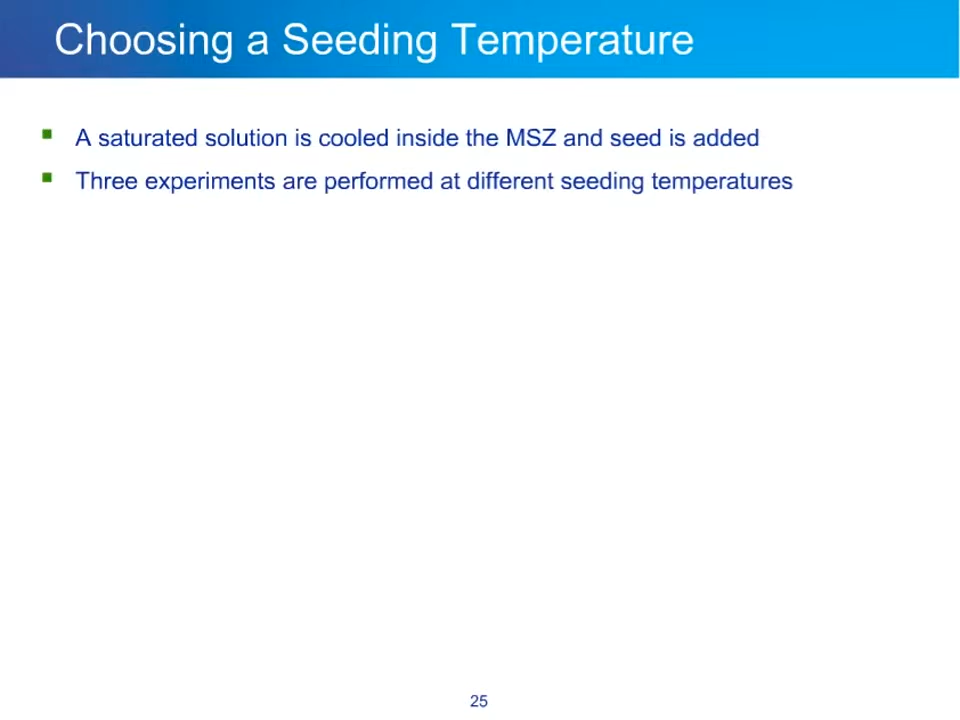 Choosing a Seeding Temperature
A saturated solution is cooled inside the MSZ and seed is added
Three experiments are performed at different seeding temperatures
25